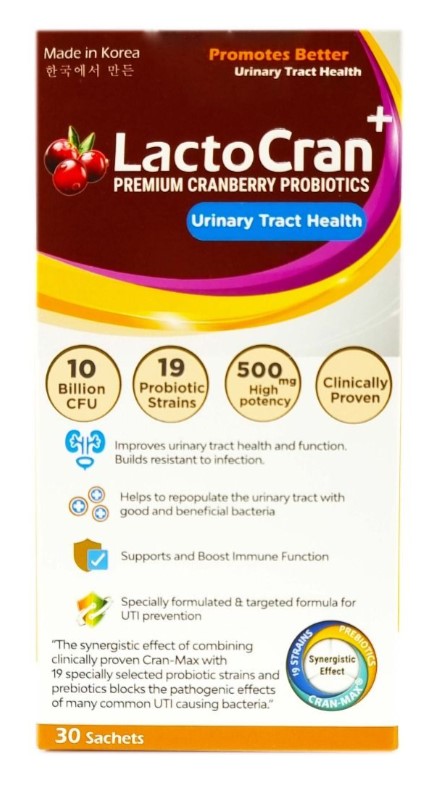 Made in Korea
한국에서 만든
Promotes Better
Urinary Tract Health
LactoCran+
PREMIUM CRANBERRY PROBIOTICS
Urinary Tract Health
10
Billion
CFU
19
Probiotic
Strains
500mg
High
potency
Clinically
Proven
Improves urinary tract health and function.
Builds resistant to infection.
Helps to repopulate the urinary tract with
good and beneficial bacteria
Supports and Boost Immune Function
Specially formulated & targeted formula for
UTI prevention
"The synergistic effect of combining
clinically proven Cran-Max with
19 specially selected probiotic strains and
prebiotics blocks the pathogenic effects
of many common UTI causing bacteria."
19 STRAINS
PREBIOTICS
CRAN-MAX®
Synergistic
Effect
30 Sachets